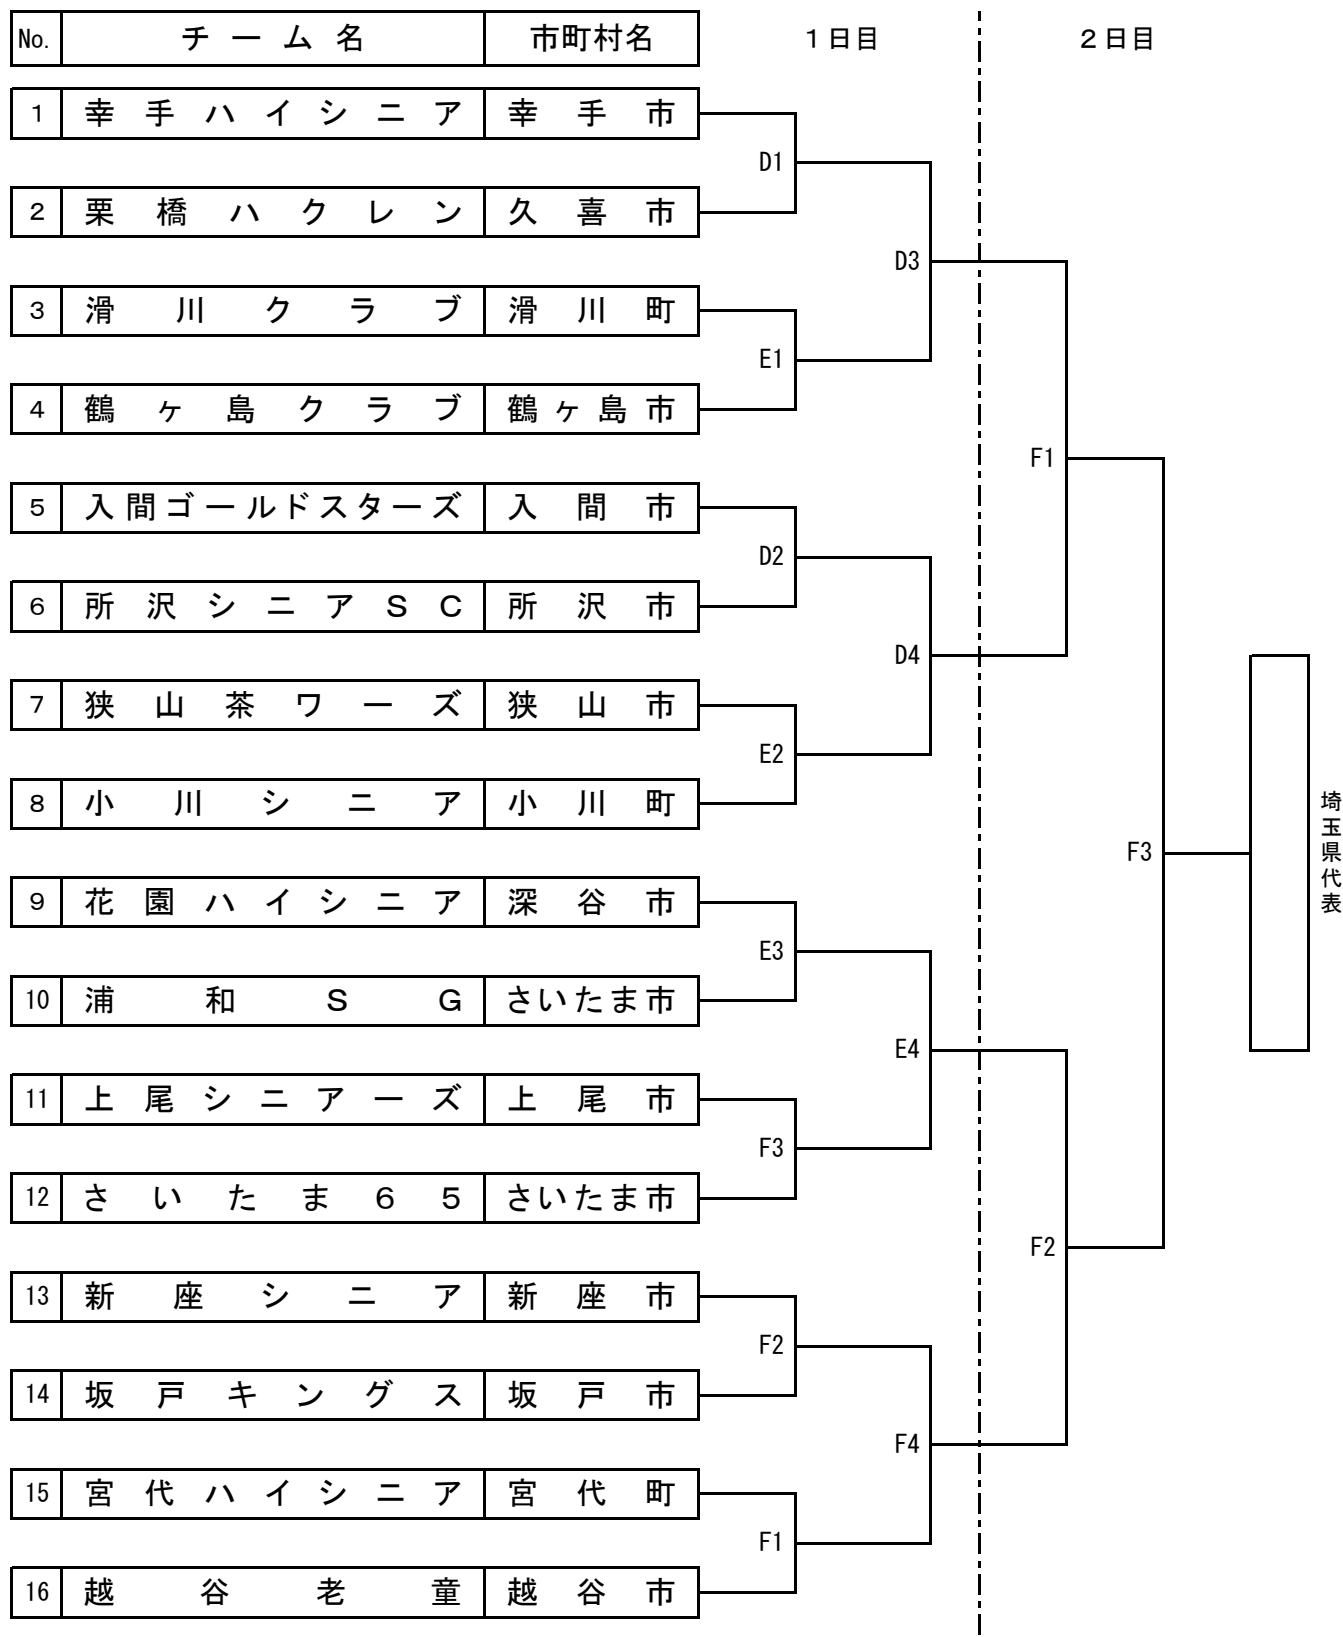 No. チーム名 市町村名 1日目 2日目
1 幸手ハイシニア 幸手市
D1
2 栗橋ハクレン 久喜市
D3
3 滑川クラブ 滑川町
E1
4 鶴ヶ島クラブ 鶴ヶ島市
F1
5 入間ゴールドスターズ 入間市
D2
6 所沢シニアSC 所沢市
D4
7 狭山茶ワーズ 狭山市
E2
8 小川シニア 小川町
F3
埼玉県代表
9 花園ハイシニア 深谷市
E3
10 浦和SG さいたま市
E4
11 上尾シニアーズ 上尾市
F3
12 さいたま65 さいたま市
F2
13 新座シニア 新座市
F2
14 坂戸キングス 坂戸市
F4
15 宮代ハイシニア 宮代町
F1
16 越谷老童 越谷市